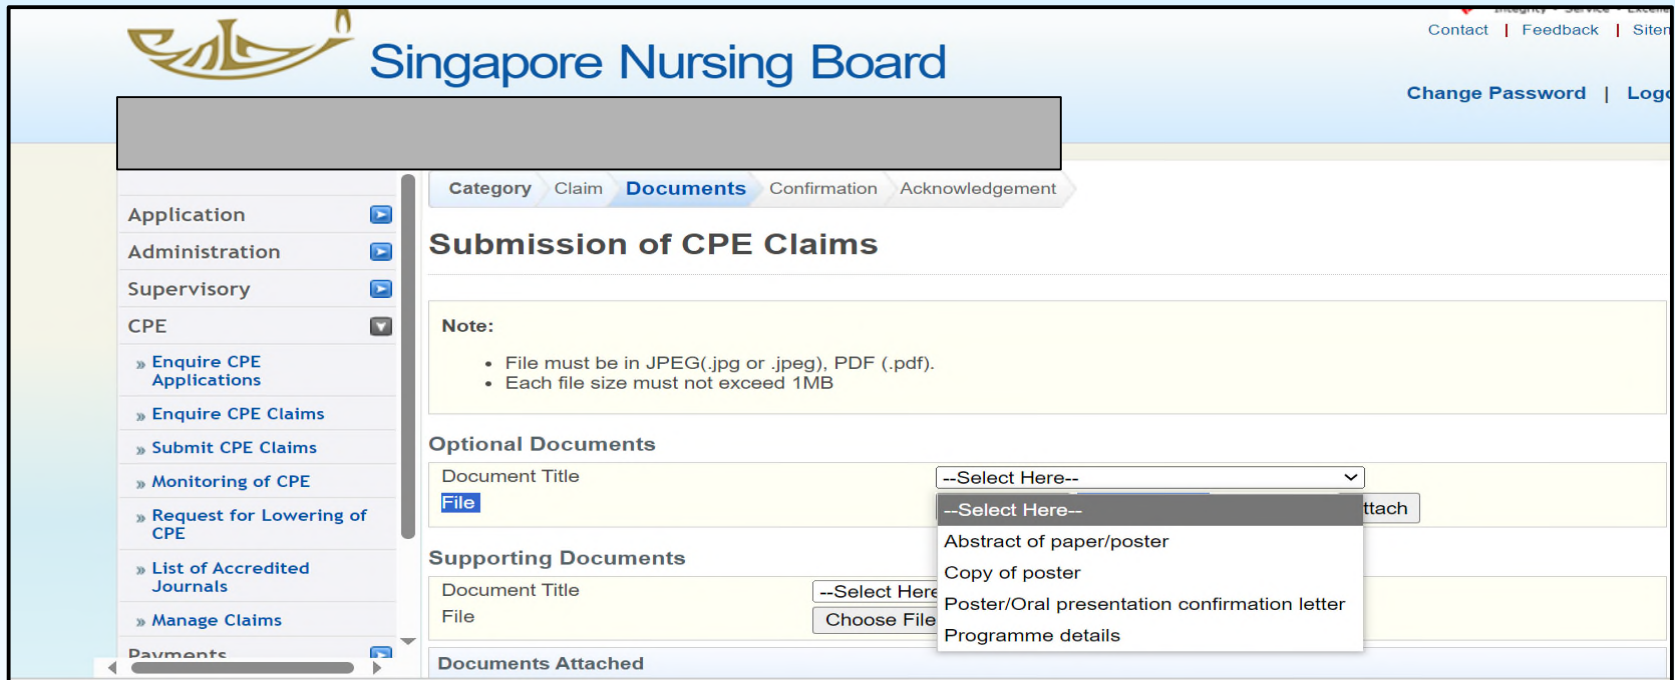 Integrity · Service · Excelle
Contact | Feedback | Siten
Singapore Nursing Board
Change Password | Logo
Category Claim Documents Confirmation Acknowledgement
Application
Administration
Supervisory
CPE
» Enquire CPE
Applications
» Enquire CPE Claims
» Submit CPE Claims
» Monitoring of CPE
» Request for Lowering of
CPE
» List of Accredited
Journals
» Manage Claims
Payments
Submission of CPE Claims
Note:
• File must be in JPEG(.jpg or .jpeg), PDF (.pdf).
• Each file size must not exceed 1MB
Optional Documents
Document Title --Select Here--
File ttach
--Select Here--
Abstract of paper/poster
Copy of poster
Poster/Oral presentation confirmation letter
Programme details
Supporting Documents
Document Title --Select Here
File Choose File
Documents Attached